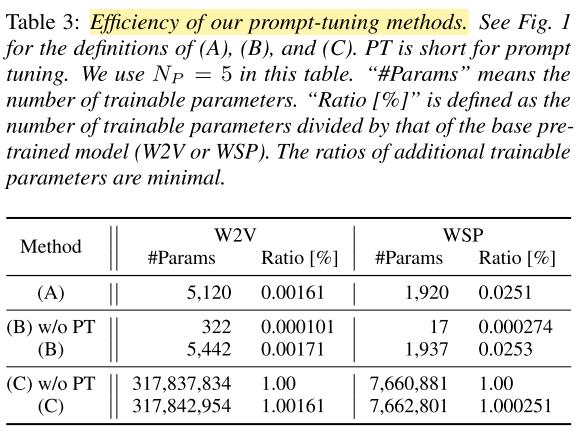 Table 3: Efficiency of our prompt-tuning methods. See Fig. 1
for the definitions of (A), (B), and (C). PT is short for prompt
tuning. We use N_P = 5 in this table. “#Params” means the
number of trainable parameters. “Ratio [%]” is defined as the
number of trainable parameters divided by that of the base pre-
trained model (W2V or WSP). The ratios of additional trainable
parameters are minimal.
Method W2V WSP
#Params Ratio [%] #Params Ratio [%]
(A) 5,120 0.00161 1,920 0.0251
(B) w/o PT 322 0.000101 17 0.000274
(B) 5,442 0.00171 1,937 0.0253
(C) w/o PT 317,837,834 1.00 7,660,881 1.00
(C) 317,842,954 1.00161 7,662,801 1.000251